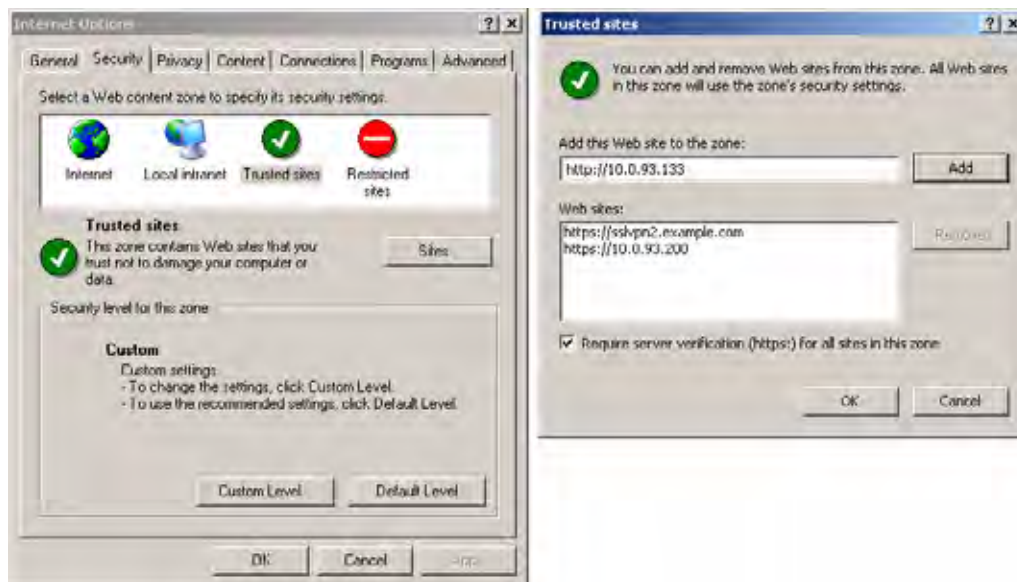 Internet Options
General Security Privacy Content Connections Programs Advanced
Select a Web content zone to specify its security settings.
Internet Local intranet Trusted sites Restricted
sites
Trusted sites
This zone contains Web sites that you
trust not to damage your computer or
data.
Sites
Security level for this zone
Custom
Custom settings.
- To change the settings, click Custom Level.
- To use the recommended settings, click Default Level.
Custom Level Default Level
OK Cancel Apply
Trusted sites
You can add and remove Web sites from this zone. All Web sites
in this zone will use the zone's security settings.
Add this Web site to the zone:
http://10.0.93.133 Add
Web sites:
https://sslvpn2.example.com
https://10.0.93.200
Remove
Require server verification (https:) for all sites in this zone
OK Cancel